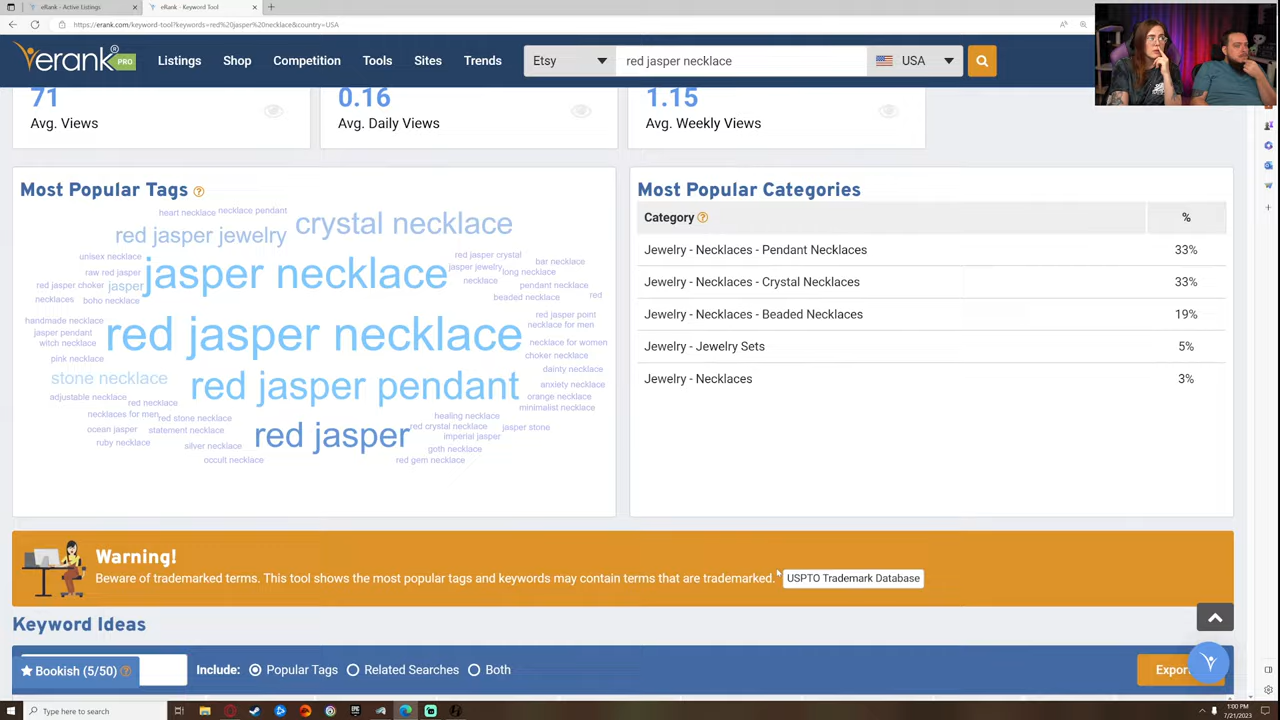 eRank - Active Listings
eRank - Keyword Tool
https://erank.com/keyword-tool?keywords=red%20jasper%20necklace&country=USA
erank PRO
Listings
Shop
Competition
Tools
Sites
Trends
Etsy
red jasper necklace
USA
71
Avg. Views
0.16
Avg. Daily Views
1.15
Avg. Weekly Views
Most Popular Tags
heart necklace
necklace pendant
crystal necklace
red jasper jewelry
unisex necklace
red jasper crystal
bar necklace
raw red jasper
jasper necklace
jasper jewelry
long necklace
red jasper choker
jasper
necklace
pendant necklace
necklaces
boho necklace
beaded necklace
red
handmade necklace
red jasper necklace
red jasper point
necklace for men
jasper pendant
witch necklace
necklace for women
pink necklace
choker necklace
stone necklace
red jasper pendant
dainty necklace
anxiety necklace
adjustable necklace
red necklace
orange necklace
minimalist necklace
necklaces for men
red stone necklace
healing necklace
ocean jasper
statement necklace
red jasper
red crystal necklace
jasper stone
ruby necklace
silver necklace
imperial jasper
goth necklace
occult necklace
red gem necklace
Most Popular Categories
Category
%
Jewelry - Necklaces - Pendant Necklaces
33%
Jewelry - Necklaces - Crystal Necklaces
33%
Jewelry - Necklaces - Beaded Necklaces
19%
Jewelry - Jewelry Sets
5%
Jewelry - Necklaces
3%
Warning!
Beware of trademarked terms. This tool shows the most popular tags and keywords may contain terms that are trademarked.
USPTO Trademark Database
Keyword Ideas
Bookish (5/50)
Include:
Popular Tags
Related Searches
Both
Export
Type here to search
1:00 PM
7/21/2023